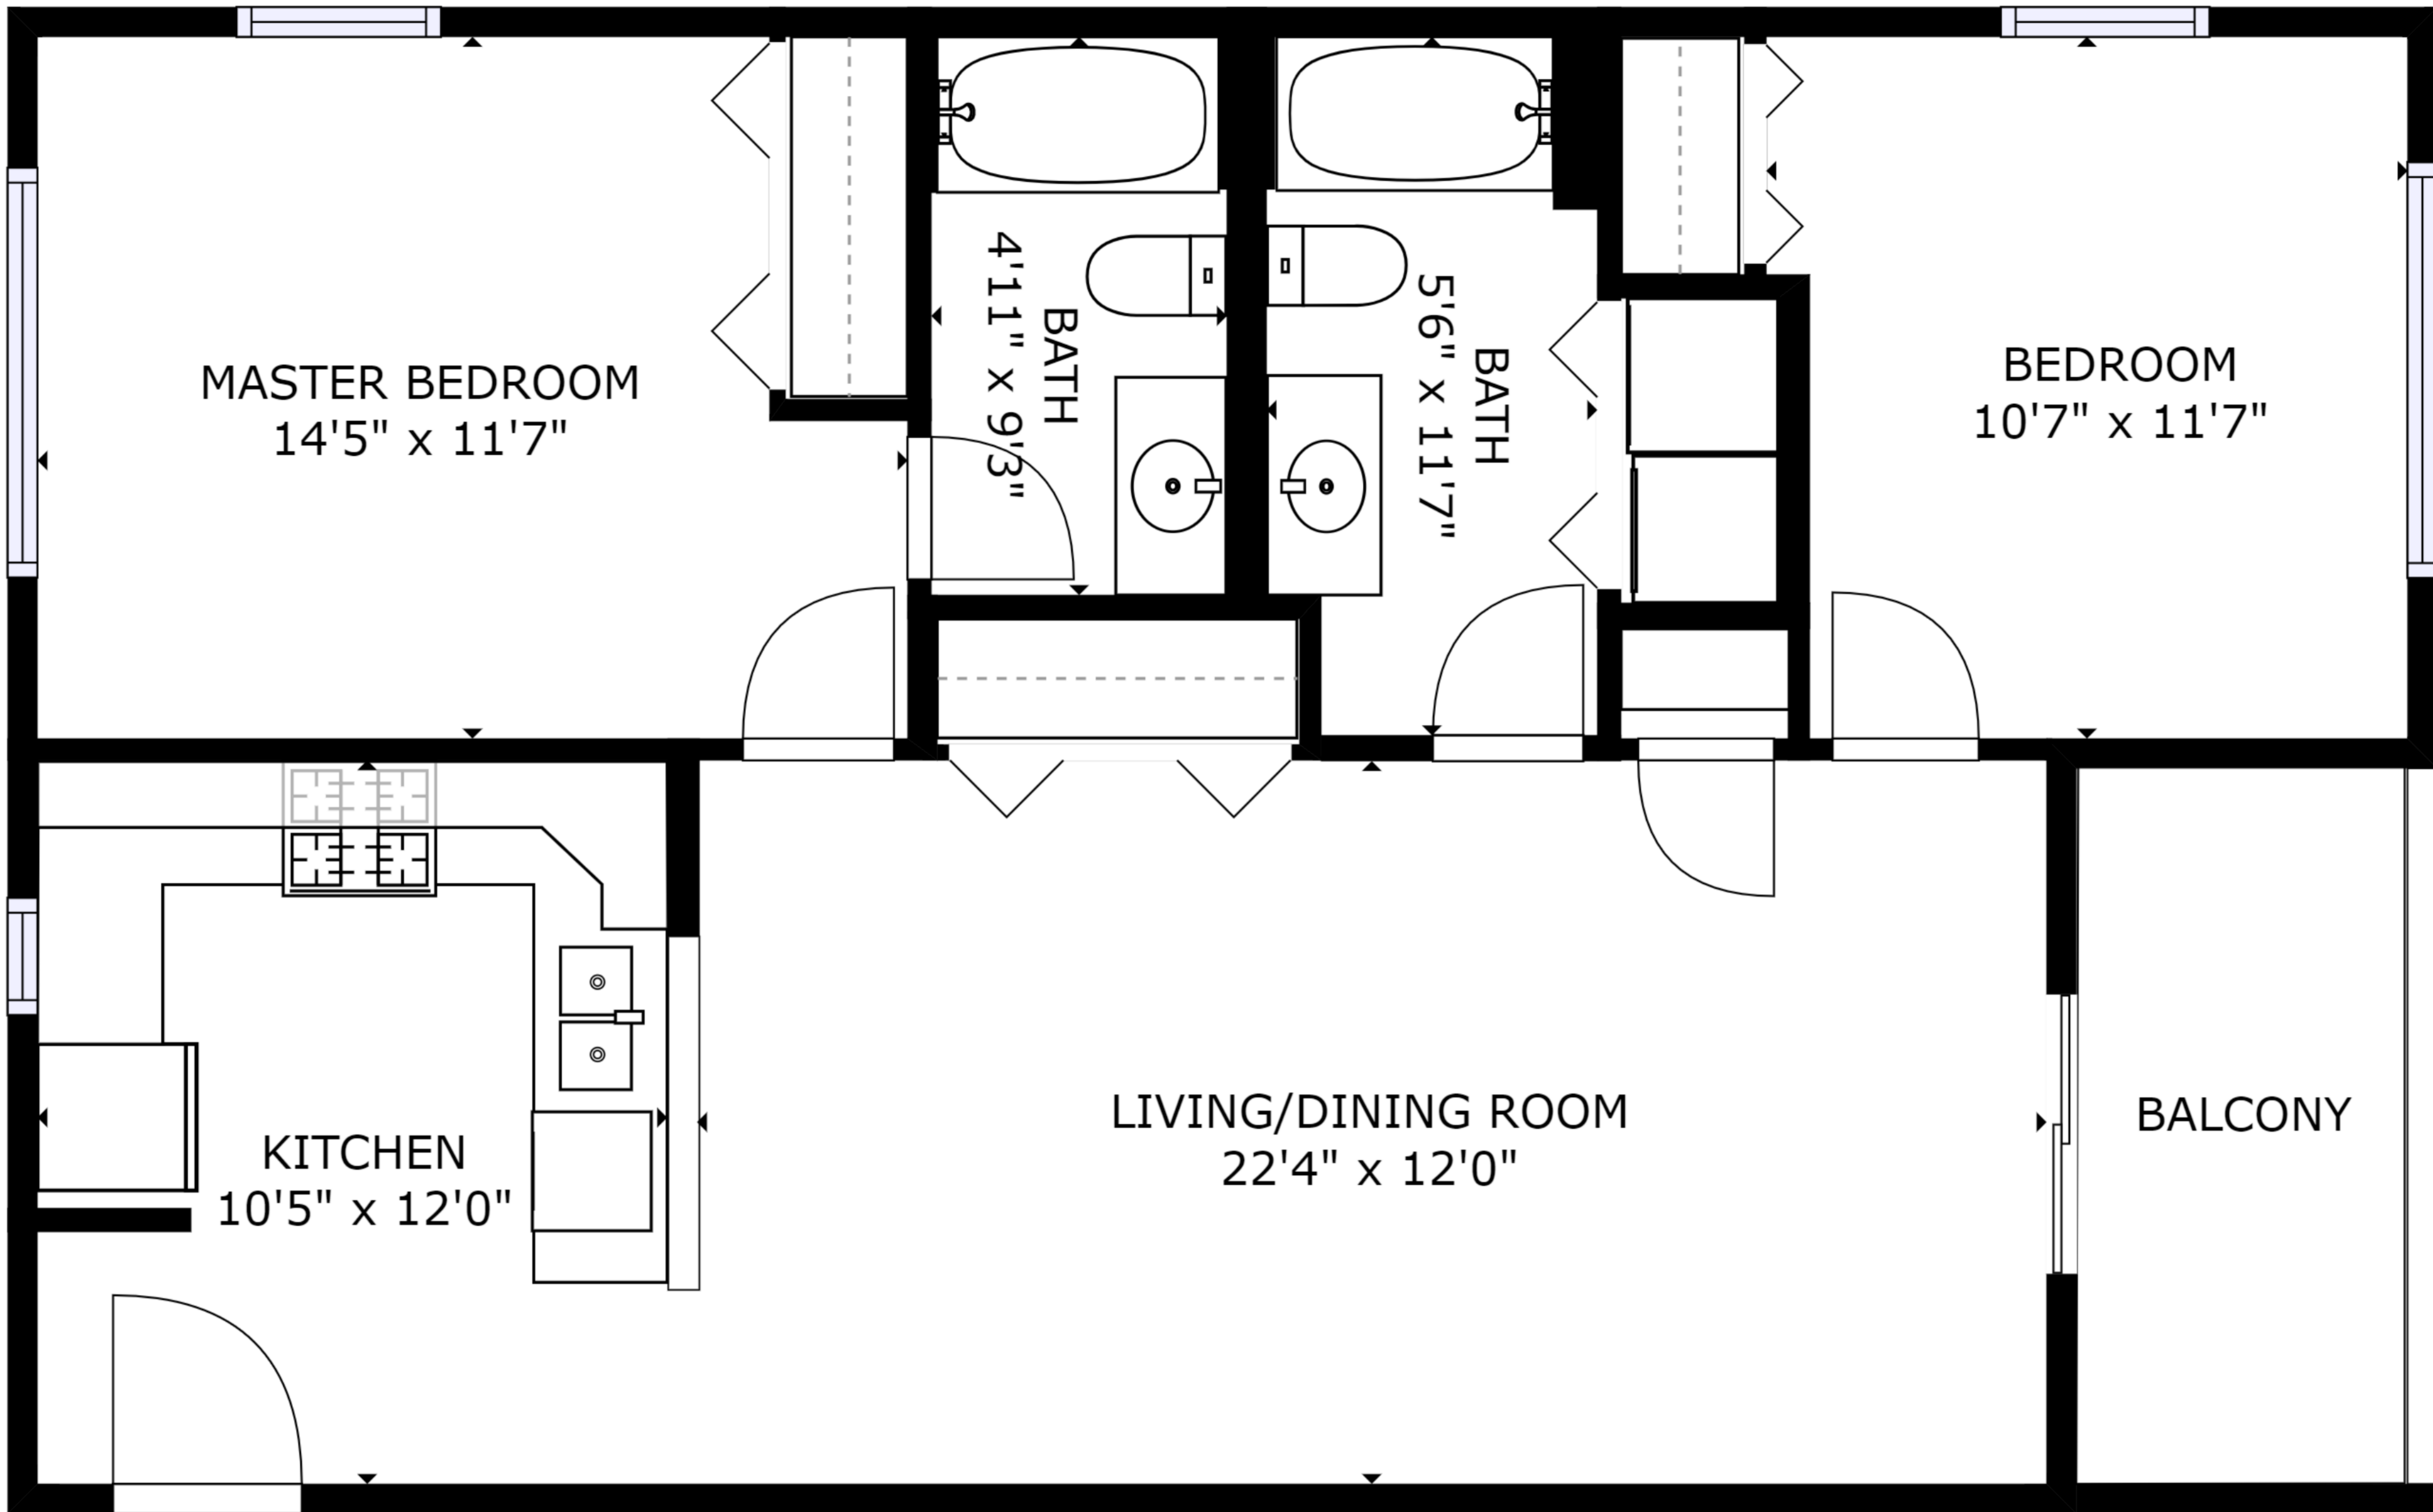 MASTER BEDROOM
14'5" x 11'7"
BATH
4'11" x 9'3"
BATH
5'6" x 11'7"
BEDROOM
10'7" x 11'7"
KITCHEN
10'5" x 12'0"
LIVING/DINING ROOM
22'4" x 12'0"
BALCONY